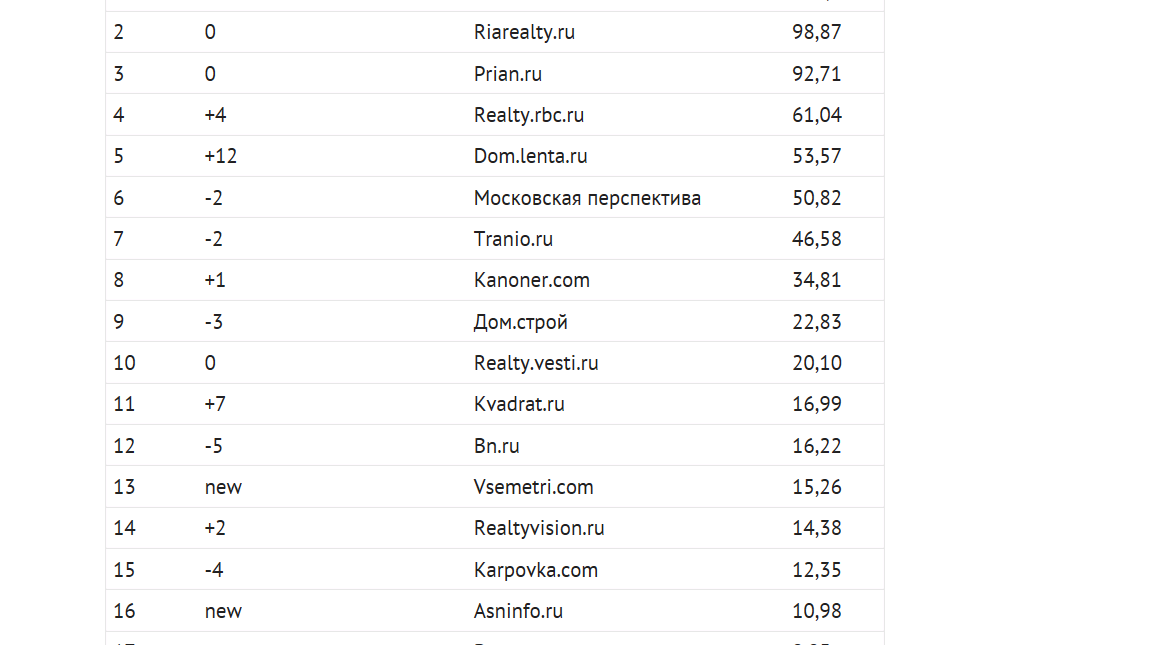 2 0 Riarealty.ru 98,87
3 0 Prian.ru 92,71
4 +4 Realty.rbc.ru 61,04
5 +12 Dom.lenta.ru 53,57
6 -2 Московская перспектива 50,82
7 -2 Tranio.ru 46,58
8 +1 Kanoner.com 34,81
9 -3 Дом.строй 22,83
10 0 Realty.vesti.ru 20,10
11 +7 Kvadrat.ru 16,99
12 -5 Bn.ru 16,22
13 new Vsemetri.com 15,26
14 +2 Realtyvision.ru 14,38
15 -4 Karpovka.com 12,35
16 new Asninfo.ru 10,98